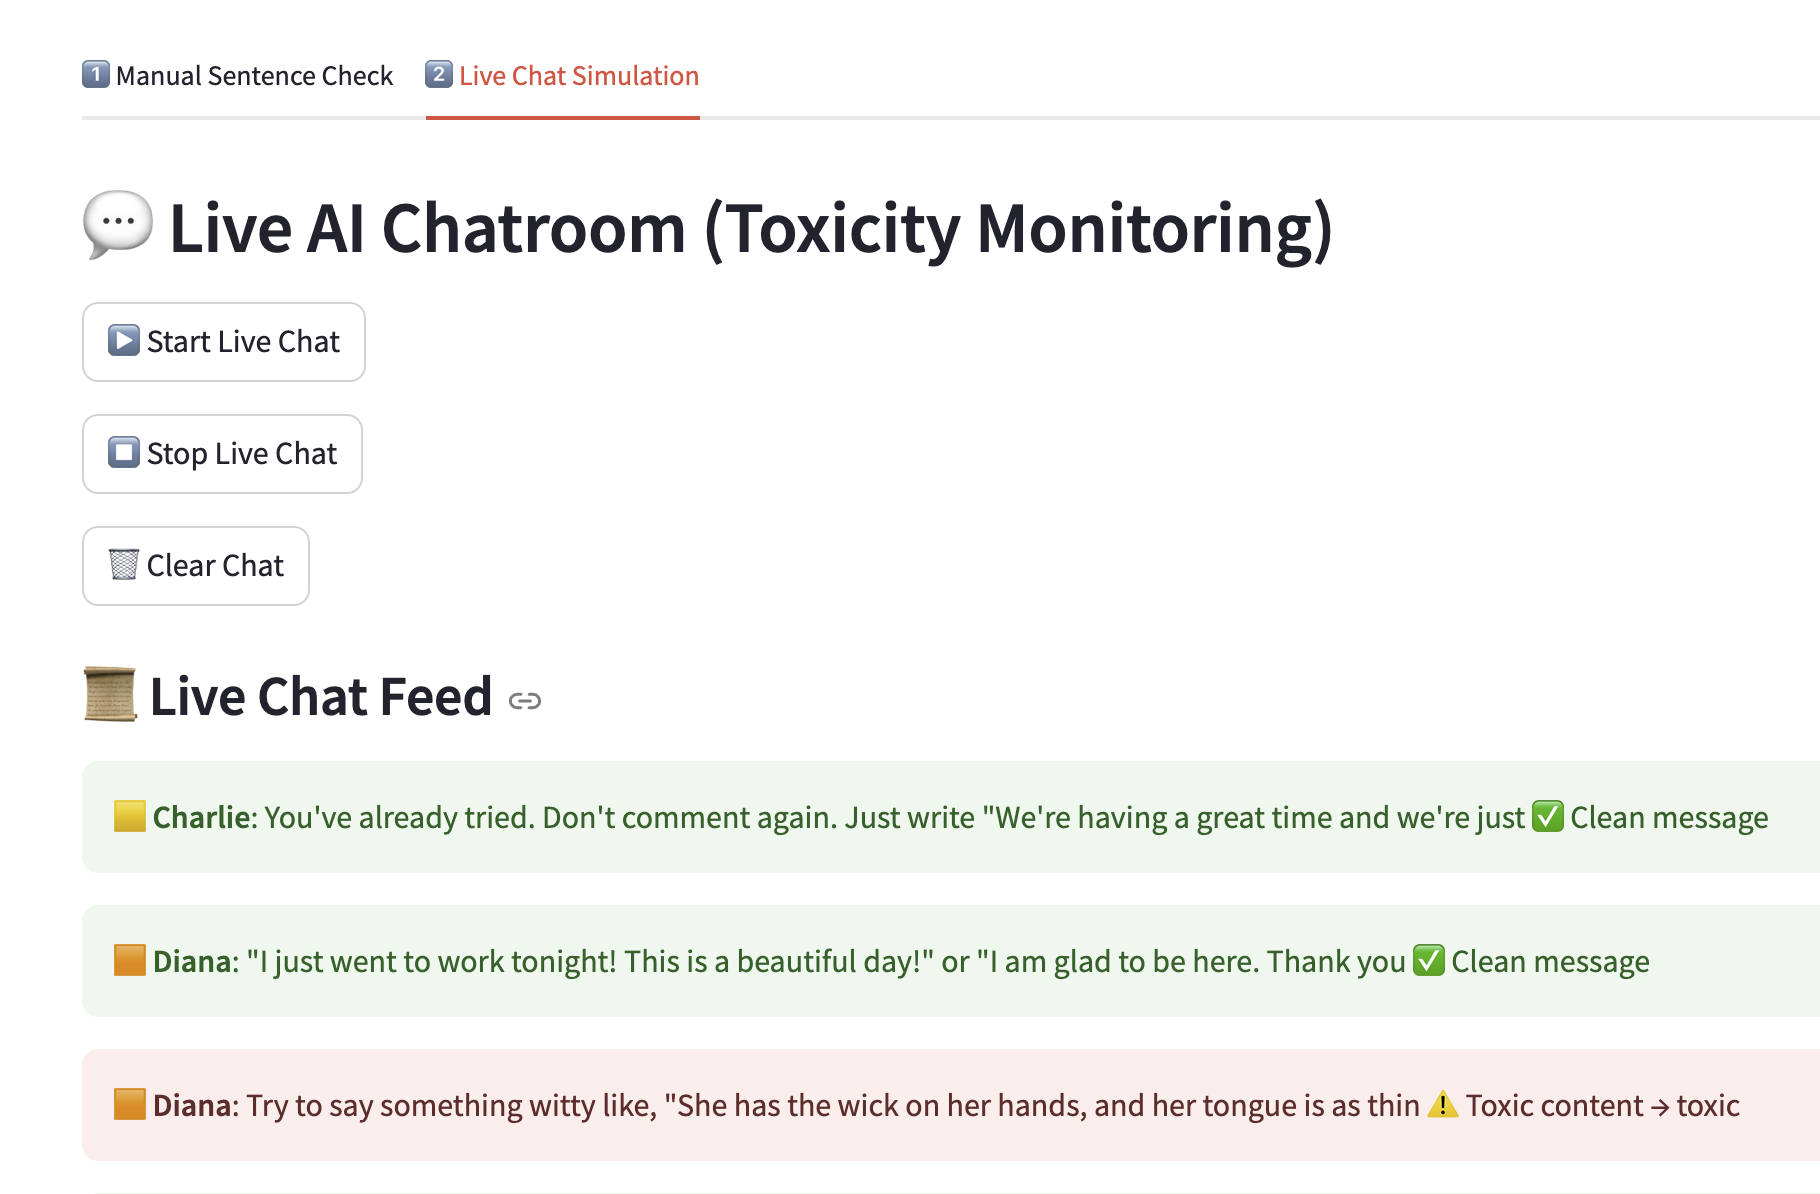 1 Manual Sentence Check
2 Live Chat Simulation
Live AI Chatroom (Toxicity Monitoring)
Start Live Chat
Stop Live Chat
Clear Chat
Live Chat Feed
Charlie: You've already tried. Don't comment again. Just write "We're having a great time and we're just ✅ Clean message
Diana: "I just went to work tonight! This is a beautiful day!" or "I am glad to be here. Thank you ✅ Clean message
Diana: Try to say something witty like, "She has the wick on her hands, and her tongue is as thin ⚠️ Toxic content → toxic